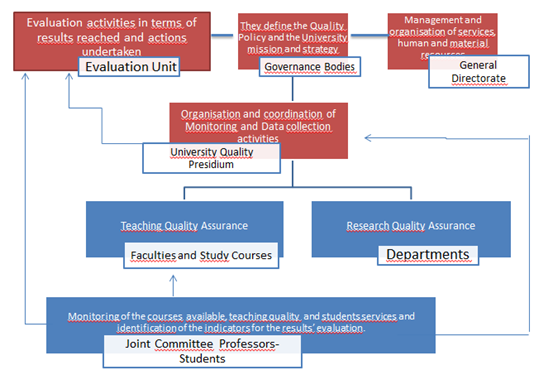 Evaluation activities in terms of
results reached and actions
undertaken
Evaluation Unit
They define the Quality
Policy and the University
mission and strategy
Governance Bodies
Management and
organisation of services,
human and material
resources
General
Directorate
Organisation and coordination of
Monitoring and Data collection
activities
University Quality
Presidium
Teaching Quality Assurance
Faculties and Study Courses
Research Quality Assurance
Departments
Monitoring of the courses available, teaching quality and students services and
identification of the indicators for the results' evaluation.
Joint Committee Professors-
Students